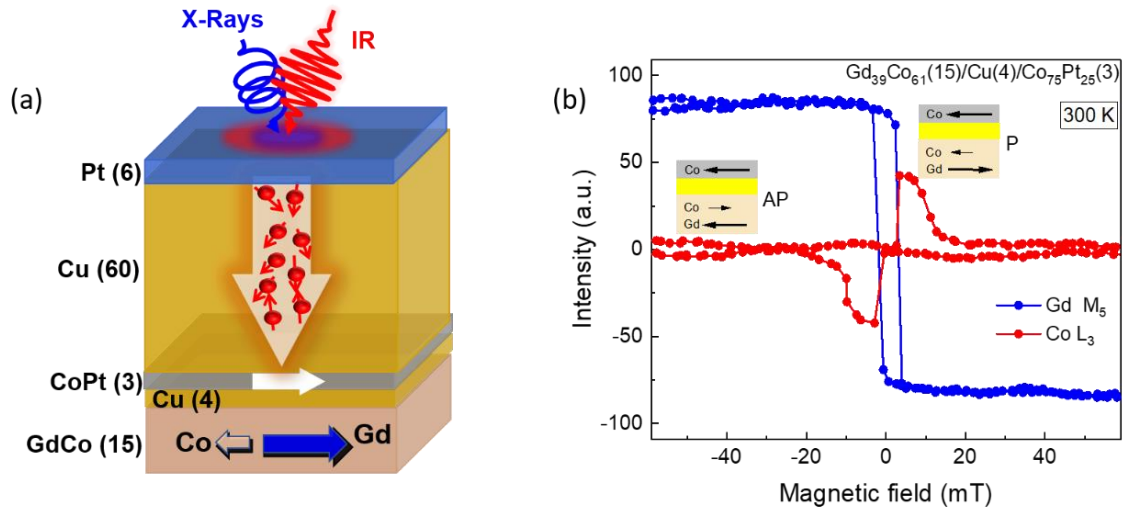 X-Rays
IR
(a)
Pt (6)
Cu (60)
CoPt (3)
Cu (4)
GdCo (15)
Co
Gd
(b)
Gd39Co61(15)/Cu(4)/Co75Pt25(3)
300 K
Co
Co
Gd
P
Co
Co
Gd
AP
Gd M5
Co L3
100
50
0
-50
-100
Intensity (a.u.)
-40
-20
0
20
40
Magnetic field (mT)